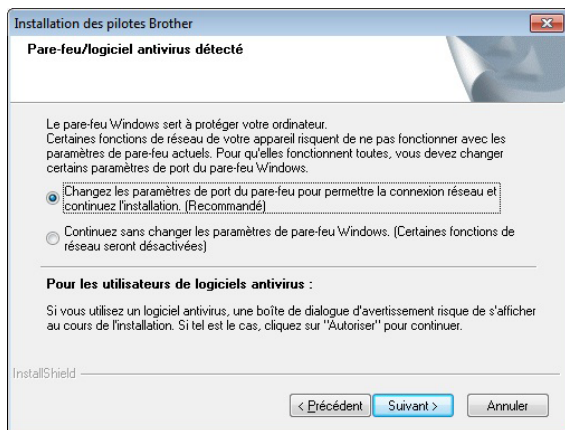 Installation des pilotes Brother
Pare-feu/logiciel antivirus détecté
Le pare-feu Windows sert à protéger votre ordinateur.
Certaines fonctions de réseau de votre appareil risquent de ne pas fonctionner avec les
paramètres de pare-feu actuels. Pour qu'elles fonctionnent toutes, vous devez changer
certains paramètres de port du pare-feu Windows.
Changez les paramètres de port du pare-feu pour permettre la connexion réseau et
continuez l'installation. (Recommandé)
Continuez sans changer les paramètres de pare-feu Windows. (Certaines fonctions de
réseau seront désactivées)
Pour les utilisateurs de logiciels antivirus :
Si vous utilisez un logiciel antivirus, une boîte de dialogue d'avertissement risque de s'afficher
au cours de l'installation. Si tel est le cas, cliquez sur "Autoriser" pour continuer.
InstallShield
< Précédent Suivant > Annuler